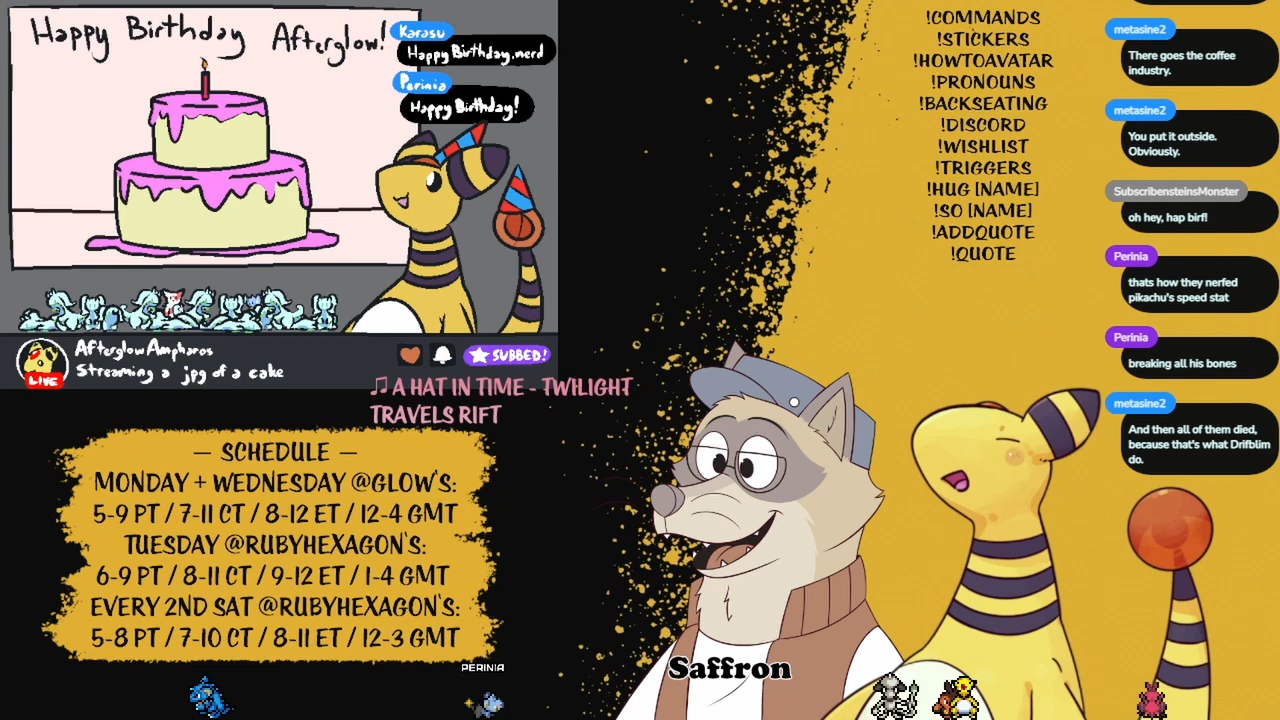 Happy Birthday Afterglow!
Karasu
Happy Birthday.nerd
Perinia
Happy Birthday!
LIVE
AfterglowAmpharos
Streaming a jpg of a cake
SUBBED!
♫ A HAT IN TIME - TWILIGHT
TRAVELS RIFT
— SCHEDULE —
MONDAY + WEDNESDAY @GLOW'S:
5-9 PT / 7-11 CT / 8-12 ET / 12-4 GMT
TUESDAY @RUBYHEXAGON'S:
6-9 PT / 8-11 CT / 9-12 ET / 1-4 GMT
EVERY 2ND SAT @RUBYHEXAGON'S:
5-8 PT / 7-10 CT / 8-11 ET / 12-3 GMT
PERINIA
Saffron
!COMMANDS
!STICKERS
!HOWTOAVATAR
!PRONOUNS
!BACKSEATING
!DISCORD
!WISHLIST
!TRIGGERS
!HUG [NAME]
!SO [NAME]
!ADDQUOTE
!QUOTE
metasine2
There goes the coffee
industry.
metasine2
You put it outside.
Obviously.
SubscribensteinsMonster
oh hey, hap birf!
Perinia
thats how they nerfed
pikachu's speed stat
Perinia
breaking all his bones
metasine2
And then all of them died,
because that's what Drifblim
do.